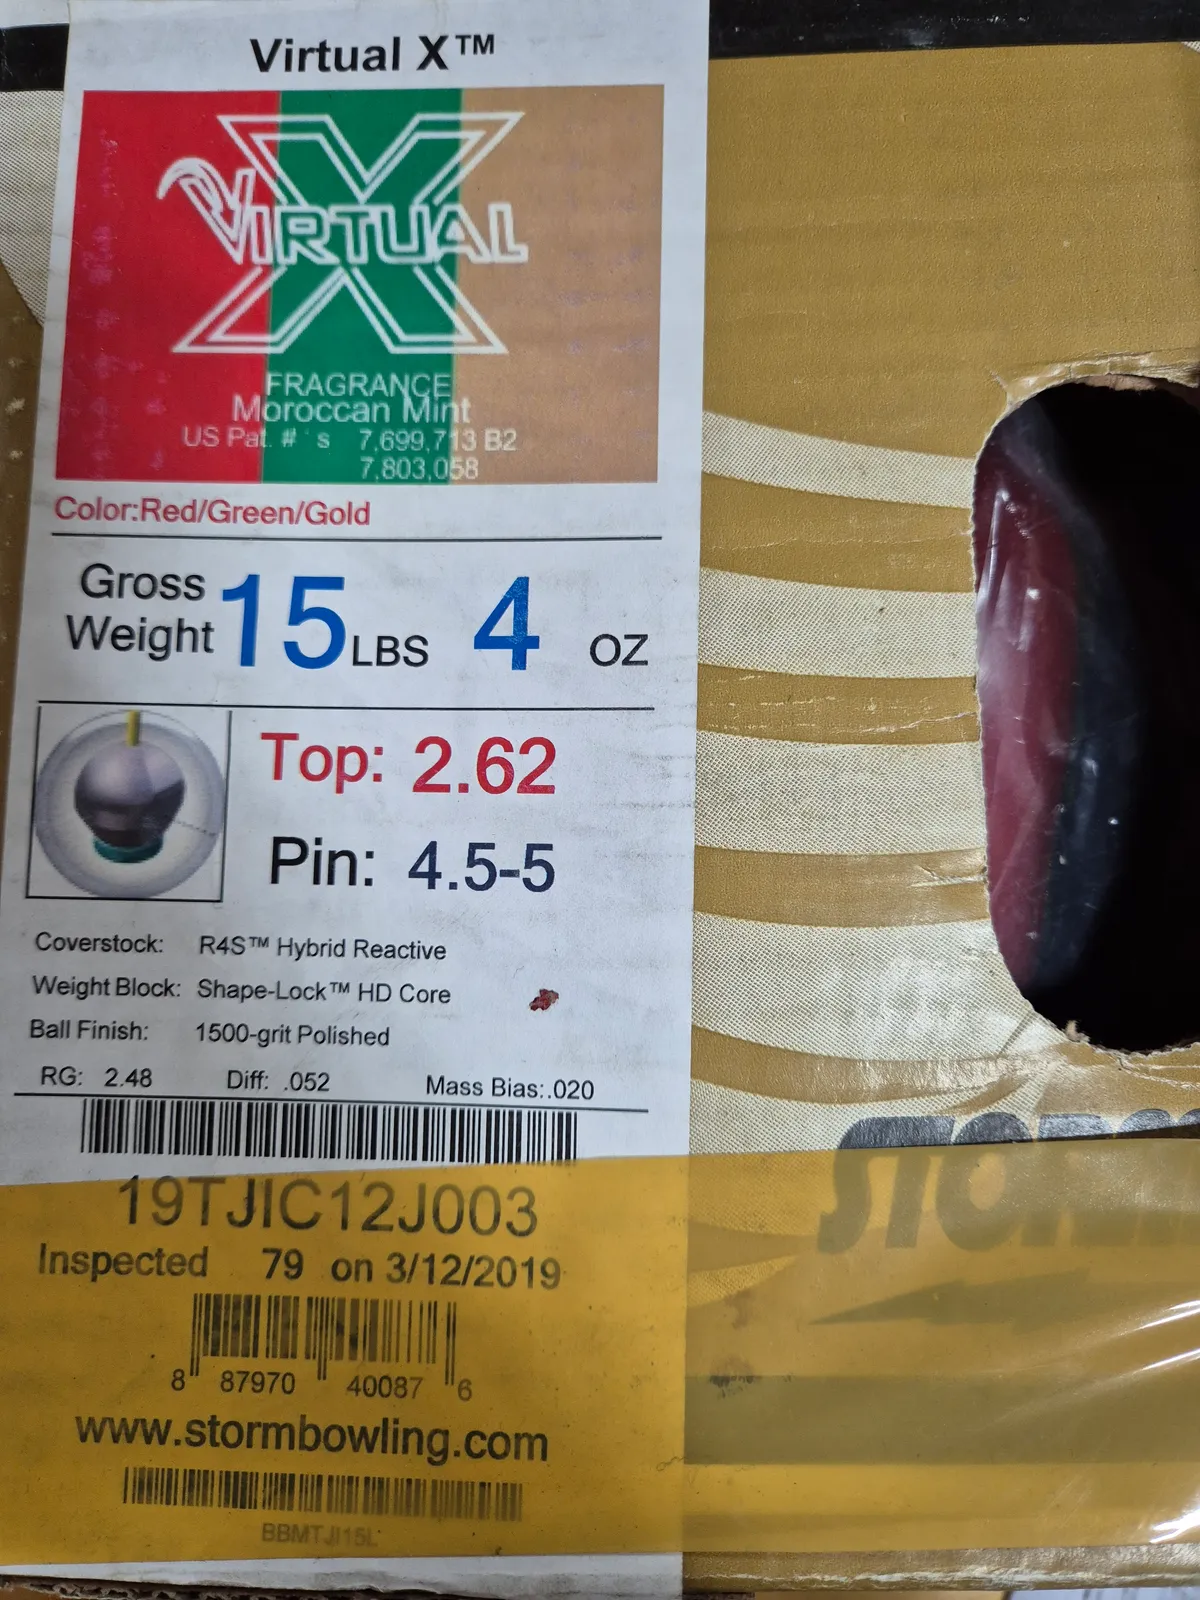 Virtual X™
X
VIRTUAL
FRAGRANCE
Moroccan Mint
US Pat. #'s 7,699,713 B2
7,803,058
Color:Red/Green/Gold
Gross Weight 15 LBS 4 OZ
Top: 2.62
Pin: 4.5-5
Coverstock: R4S™ Hybrid Reactive
Weight Block: Shape-Lock™ HD Core
Ball Finish: 1500-grit Polished
RG: 2.48 Diff: .052 Mass Bias:.020
19TJIC12J003
Inspected 79 on 3/12/2019
8 87970 40087 6
www.stormbowling.com
BBMTJI15L
STORM